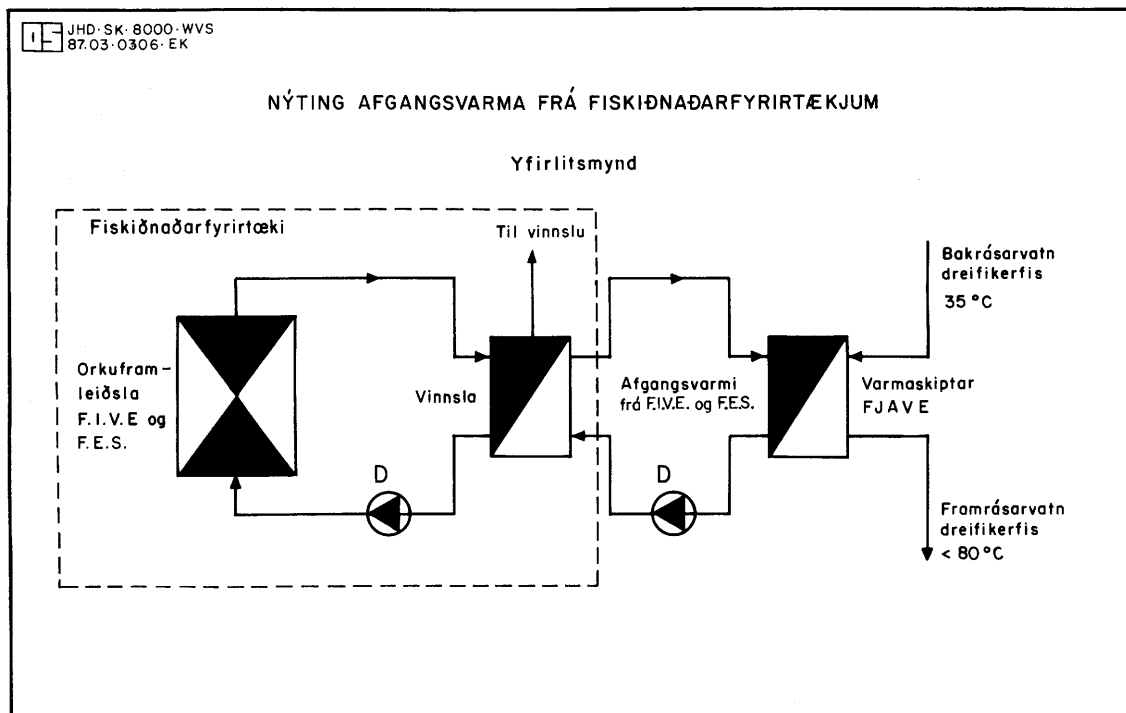 JHD·SK·8000·WVS
87.03·0306·EK
NÝTING AFGANGSVARMA FRÁ FISKIÐNAÐARFYRIRTÆKJUM
Yfirlitsmynd
Fiskiðnaðarfyrirtæki
Til vinnslu
Orkufram-
leiðsla
F.I.V.E og
F.E.S.
Vinnsla
D
Afgangsvarmi
frá F.I.V.E. og F.E.S.
D
Bakrásarvatn
dreifikerfis
35 °C
Varmaskiptar
FJAVE
Framrásarvatn
dreifikerfis
< 80 °C